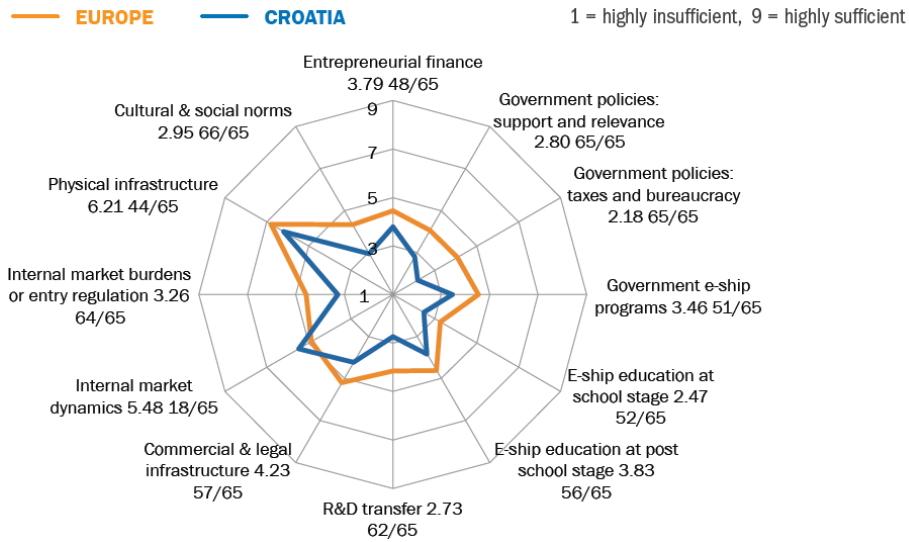 EUROPE CROATIA 1 = highly insufficient, 9 = highly sufficient
Entrepreneurial finance
3.79 48/65
Government policies:
support and relevance
2.80 65/65
Government policies:
taxes and bureaucracy
2.18 65/65
Government e-ship
programs 3.46 51/65
E-ship education at
school stage 2.47
52/65
E-ship education at post
school stage 3.83
56/65
R&D transfer 2.73
62/65
Commercial & legal
infrastructure 4.23
57/65
Internal market
dynamics 5.48 18/65
Internal market burdens
or entry regulation 3.26
64/65
Physical infrastructure
6.21 44/65
Cultural & social norms
2.95 66/65
9
7
5
3
1